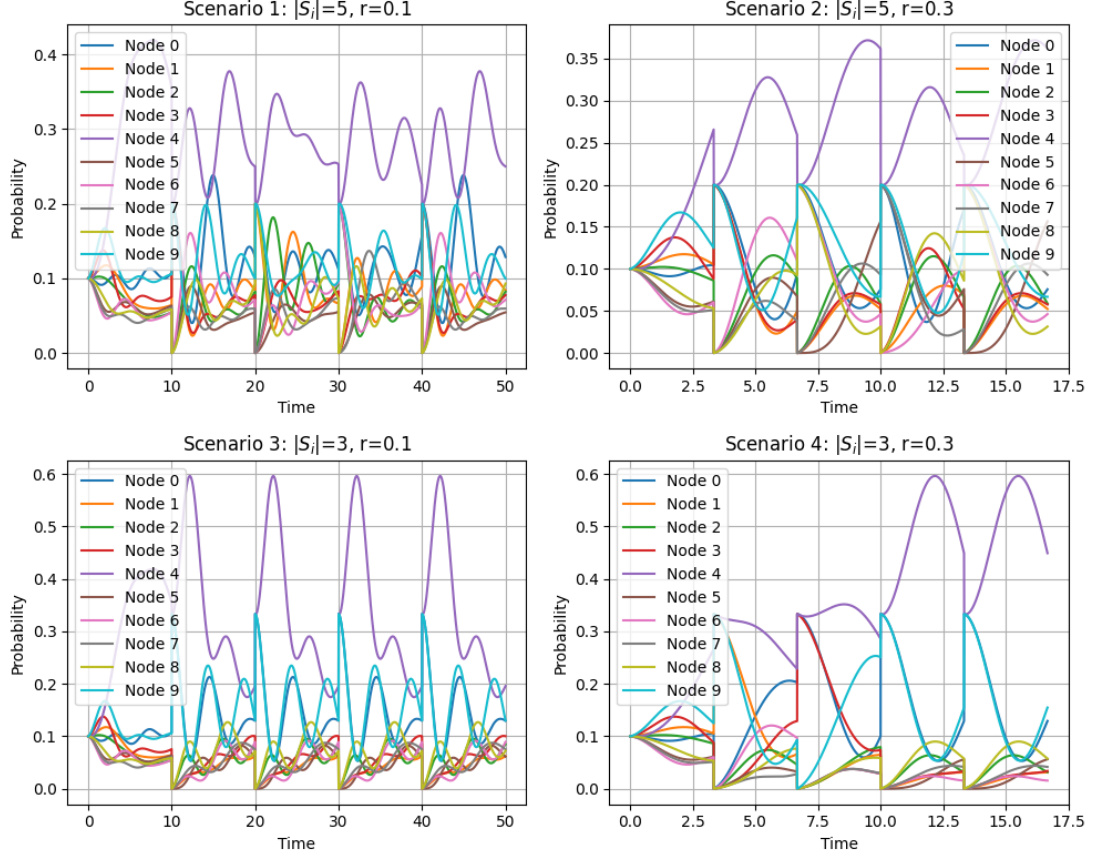 Scenario 1: |S_i|=5, r=0.1
0.4
0.3
0.2
0.1
0.0
Probability
Node 0
Node 1
Node 2
Node 3
Node 4
Node 5
Node 6
Node 7
Node 8
Node 9
0 10 20 30 40 50
Time
Scenario 2: |S_i|=5, r=0.3
0.35
0.30
0.25
0.20
0.15
0.10
0.05
0.00
Probability
Node 0
Node 1
Node 2
Node 3
Node 4
Node 5
Node 6
Node 7
Node 8
Node 9
0.0 2.5 5.0 7.5 10.0 12.5 15.0 17.5
Time
Scenario 3: |S_i|=3, r=0.1
0.6
0.5
0.4
0.3
0.2
0.1
0.0
Probability
Node 0
Node 1
Node 2
Node 3
Node 4
Node 5
Node 6
Node 7
Node 8
Node 9
0 10 20 30 40 50
Time
Scenario 4: |S_i|=3, r=0.3
0.6
0.5
0.4
0.3
0.2
0.1
0.0
Probability
Node 0
Node 1
Node 2
Node 3
Node 4
Node 5
Node 6
Node 7
Node 8
Node 9
0.0 2.5 5.0 7.5 10.0 12.5 15.0 17.5
Time